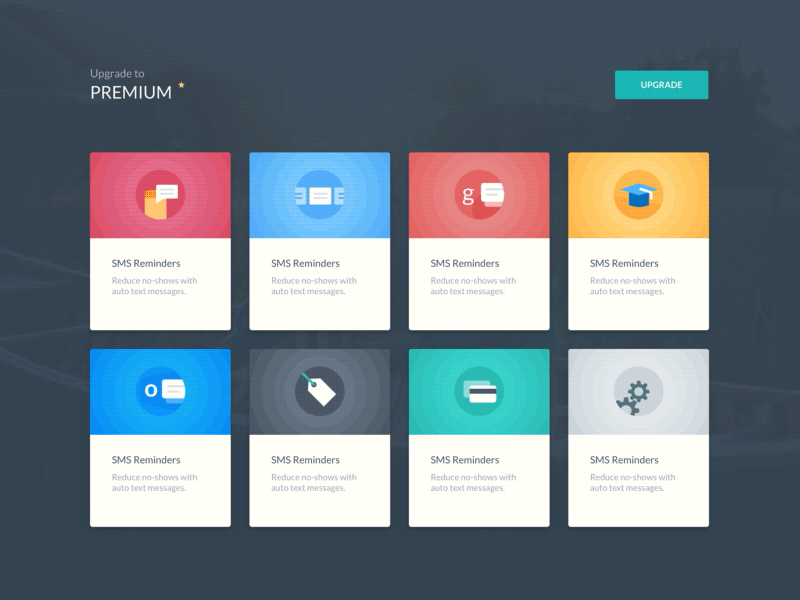 Upgrade to
PREMIUM
UPGRADE
g
SMS Reminders
Reduce no-shows with
auto text messages.
SMS Reminders
Reduce no-shows with
auto text messages.
SMS Reminders
Reduce no-shows with
auto text messages.
SMS Reminders
Reduce no-shows with
auto text messages.
o
SMS Reminders
Reduce no-shows with
auto text messages.
SMS Reminders
Reduce no-shows with
auto text messages.
SMS Reminders
Reduce no-shows with
auto text messages.
SMS Reminders
Reduce no-shows with
auto text messages.